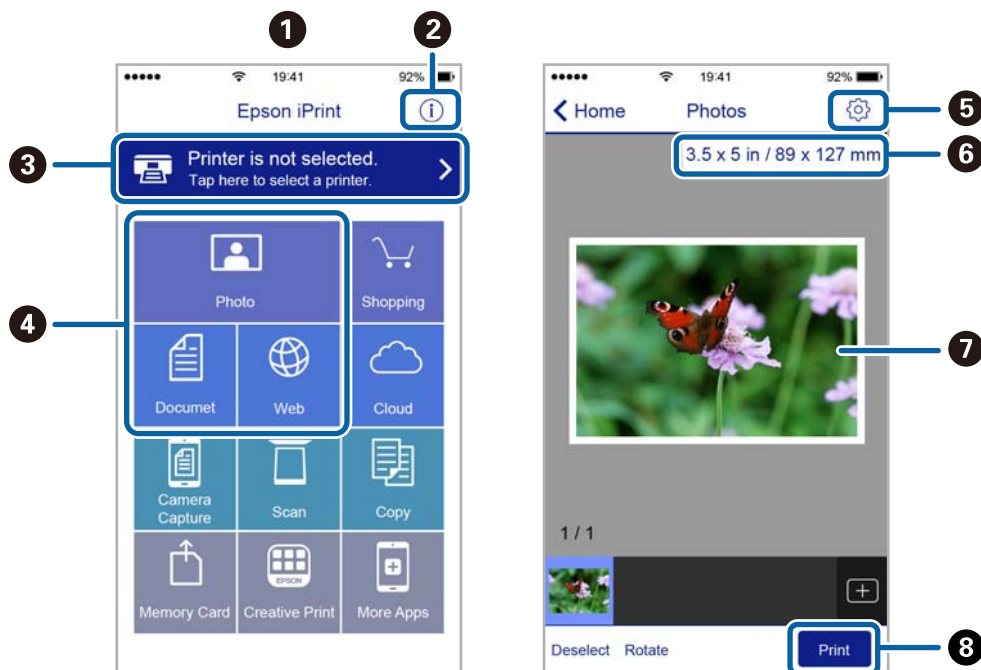 1
2
19:41
92%
Epson iPrint
3
Printer is not selected.
Tap here to select a printer.
4
Photo
Shopping
Documet
Web
Cloud
Camera
Capture
Scan
Copy
EPSON
Memory Card
Creative Print
More Apps
19:41
92%
Home
Photos
5
3.5 x 5 in / 89 x 127 mm
6
7
1 / 1
Deselect
Rotate
Print
8